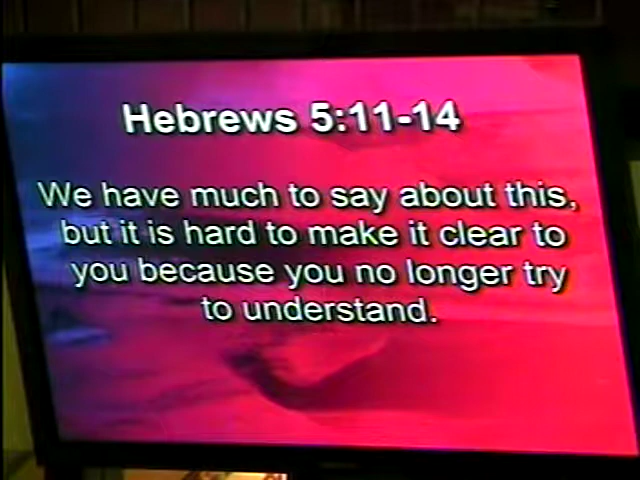 Hebrews 5:11-14
We have much to say about this,
but it is hard to make it clear to
you because you no longer try
to understand.